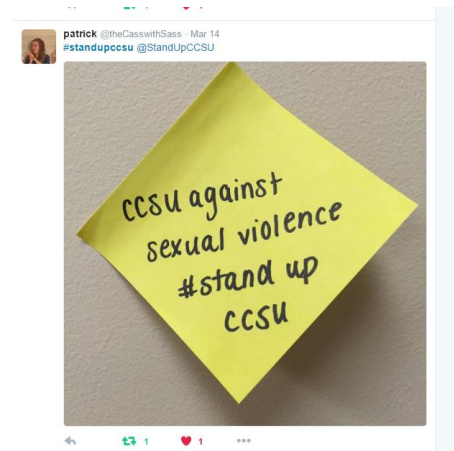 patrick @theCasswithSass · Mar 14
#standupccsu @StandUpCCSU
ccsu against
sexual violence
#stand up
ccsu
1 1